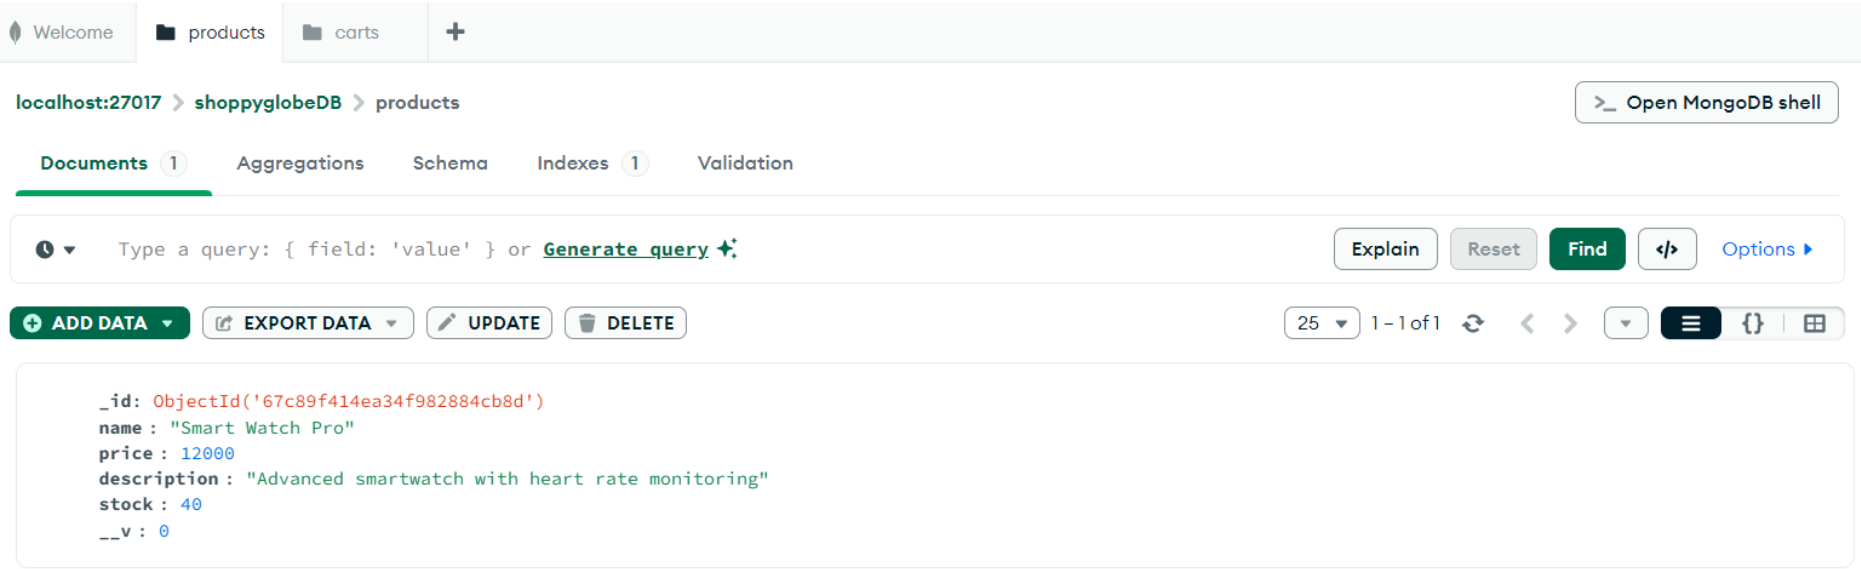 Welcome products carts
localhost:27017 shoppyglobeDB products >_ Open MongoDB shell
Documents 1 Aggregations Schema Indexes 1 Validation
Type a query: { field: 'value' } or Generate query Explain Reset Find </> Options
ADD DATA EXPORT DATA UPDATE DELETE 25 1 – 1 of 1 {}
_id: ObjectId('67c89f414ea34f982884cb8d')
name : "Smart Watch Pro"
price : 12000
description : "Advanced smartwatch with heart rate monitoring"
stock : 40
__v : 0